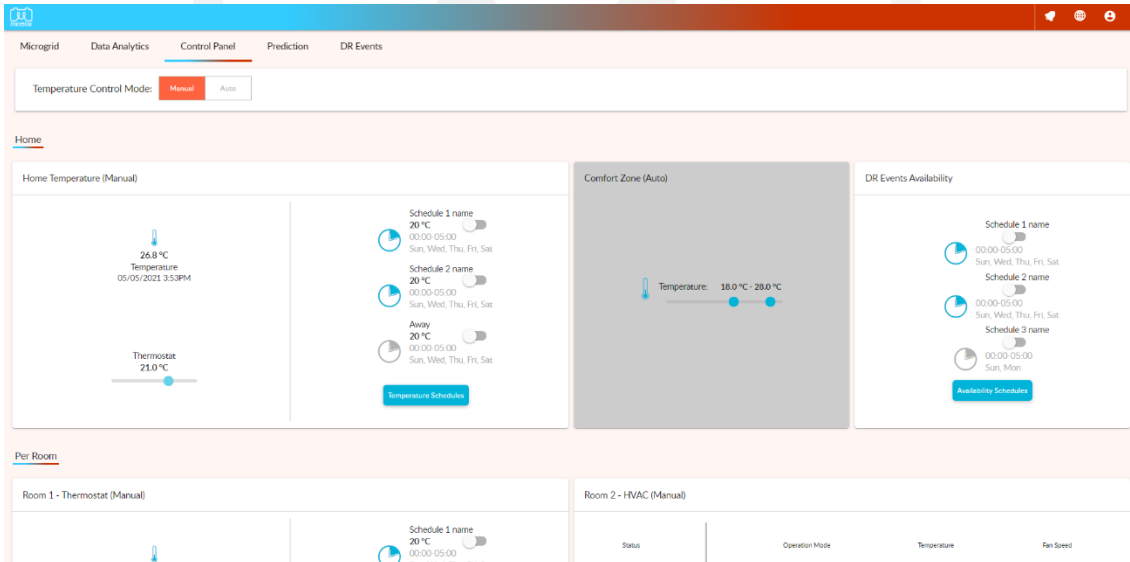 Microgrid
Data Analytics
Control Panel
Prediction
DR Events
Temperature Control Mode:
Manual
Auto
Home
Home Temperature (Manual)
26.8 °C
Temperature
05/05/2021 3:53PM
Thermostat
21.0 °C
Schedule 1 name
20 °C
00:00-05:00
Sun, Wed, Thu, Fri, Sat
Schedule 2 name
20 °C
00:00-05:00
Sun, Wed, Thu, Fri, Sat
Away
20 °C
00:00-05:00
Sun, Wed, Thu, Fri, Sat
Temperature Schedules
Comfort Zone (Auto)
Temperature: 18.0 °C - 28.0 °C
DR Events Availability
Schedule 1 name
00:00-05:00
Sun, Wed, Thu, Fri, Sat
Schedule 2 name
00:00-05:00
Sun, Wed, Thu, Fri, Sat
Schedule 3 name
00:00-05:00
Sun, Mon
Availability Schedules
Per Room
Room 1 - Thermostat (Manual)
Schedule 1 name
20 °C
00:00-05:00
Room 2 - HVAC (Manual)
Status
Operation Mode
Temperature
Fan Speed